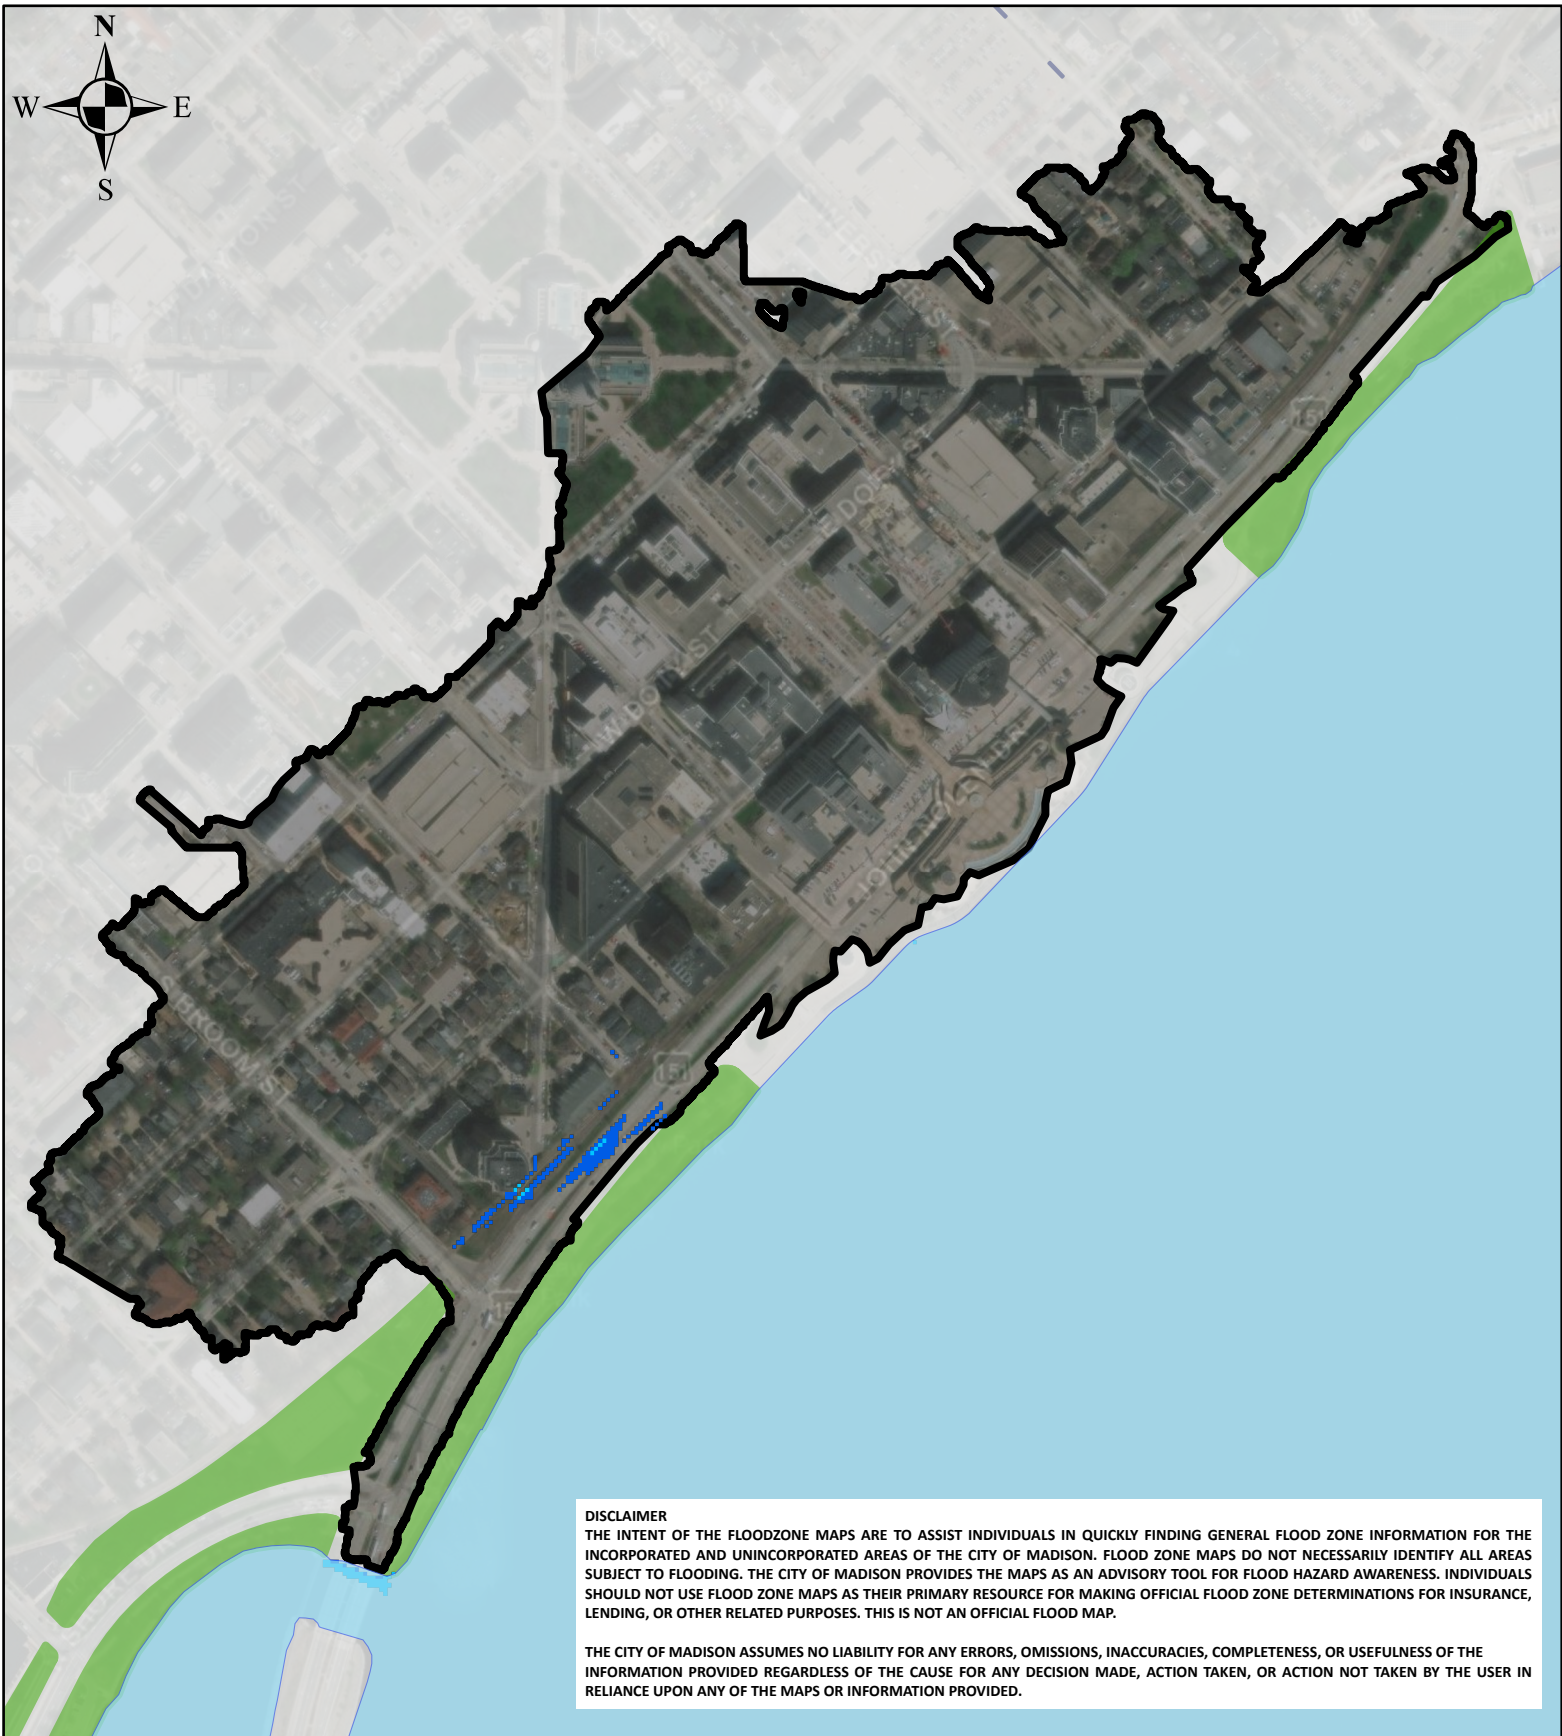 N
W E
S
E DO
W DO
ST
BROOM ST
151
151
DISCLAIMER
THE INTENT OF THE FLOODZONE MAPS ARE TO ASSIST INDIVIDUALS IN QUICKLY FINDING GENERAL FLOOD ZONE INFORMATION FOR THE
INCORPORATED AND UNINCORPORATED AREAS OF THE CITY OF MADISON. FLOOD ZONE MAPS DO NOT NECESSARILY IDENTIFY ALL AREAS
SUBJECT TO FLOODING. THE CITY OF MADISON PROVIDES THE MAPS AS AN ADVISORY TOOL FOR FLOOD HAZARD AWARENESS. INDIVIDUALS
SHOULD NOT USE FLOOD ZONE MAPS AS THEIR PRIMARY RESOURCE FOR MAKING OFFICIAL FLOOD ZONE DETERMINATIONS FOR INSURANCE,
LENDING, OR OTHER RELATED PURPOSES. THIS IS NOT AN OFFICIAL FLOOD MAP.
THE CITY OF MADISON ASSUMES NO LIABILITY FOR ANY ERRORS, OMISSIONS, INACCURACIES, COMPLETENESS, OR USEFULNESS OF THE
INFORMATION PROVIDED REGARDLESS OF THE CAUSE FOR ANY DECISION MADE, ACTION TAKEN, OR ACTION NOT TAKEN BY THE USER IN
RELIANCE UPON ANY OF THE MAPS OR INFORMATION PROVIDED.